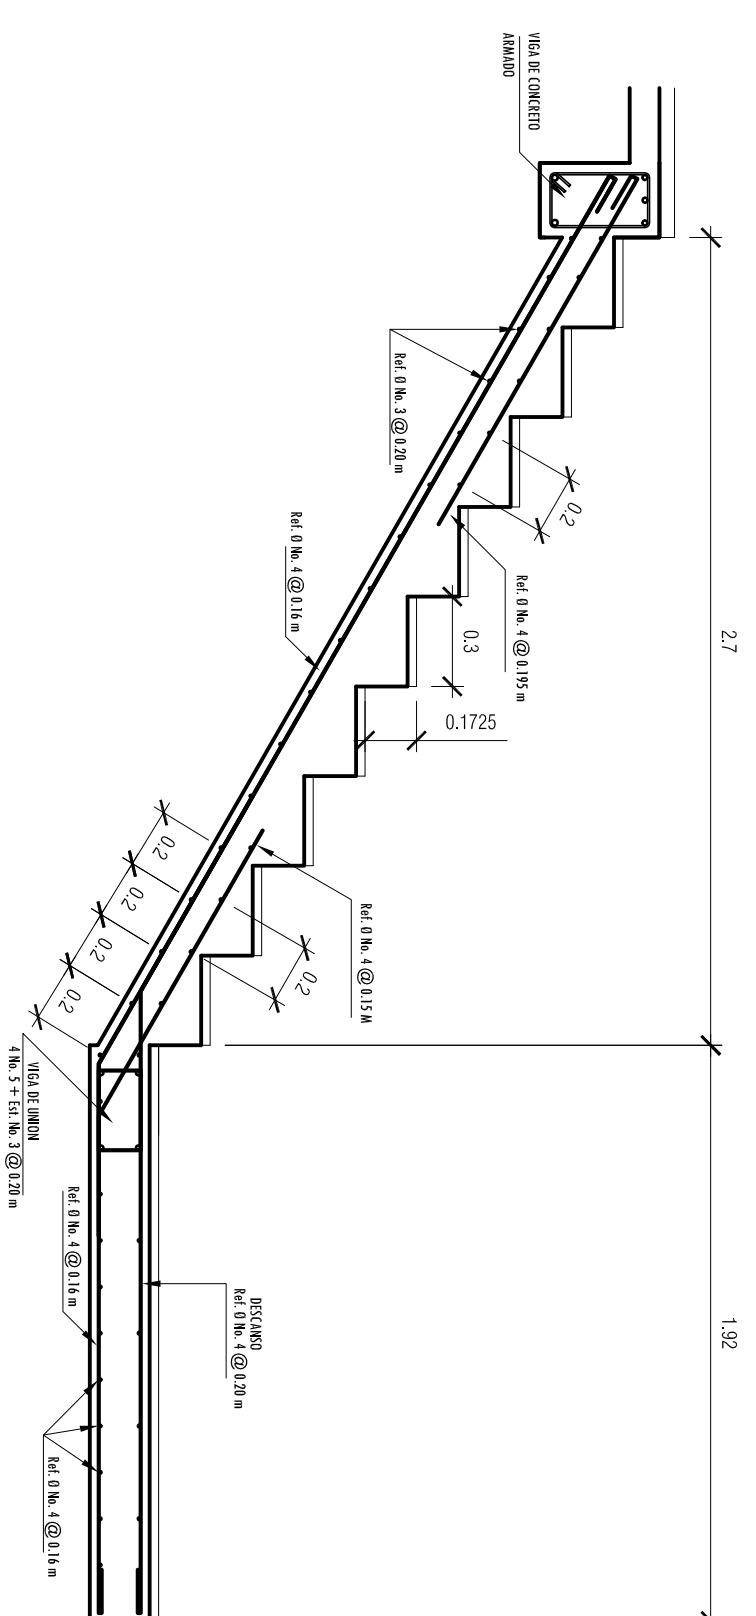 VIGA DE CONCRETO
ARMADO
2.7
Ref. Ø No. 3 @ 0.20 m
0.2
Ref. Ø No. 4 @ 0.16 m
Ref. Ø No. 4 @ 0.195 m
0.3
0.1725
0.2
0.2
0.2
0.2
Ref. Ø No. 4 @ 0.15 M
0.2
VIGA DE UNION
4 No. 5 + Est. No. 3 @ 0.20 m
Ref. Ø No. 4 @ 0.16 m
DESCANSO
Ref. Ø No. 4 @ 0.20 m
1.92
Ref. Ø No. 4 @ 0.16 m